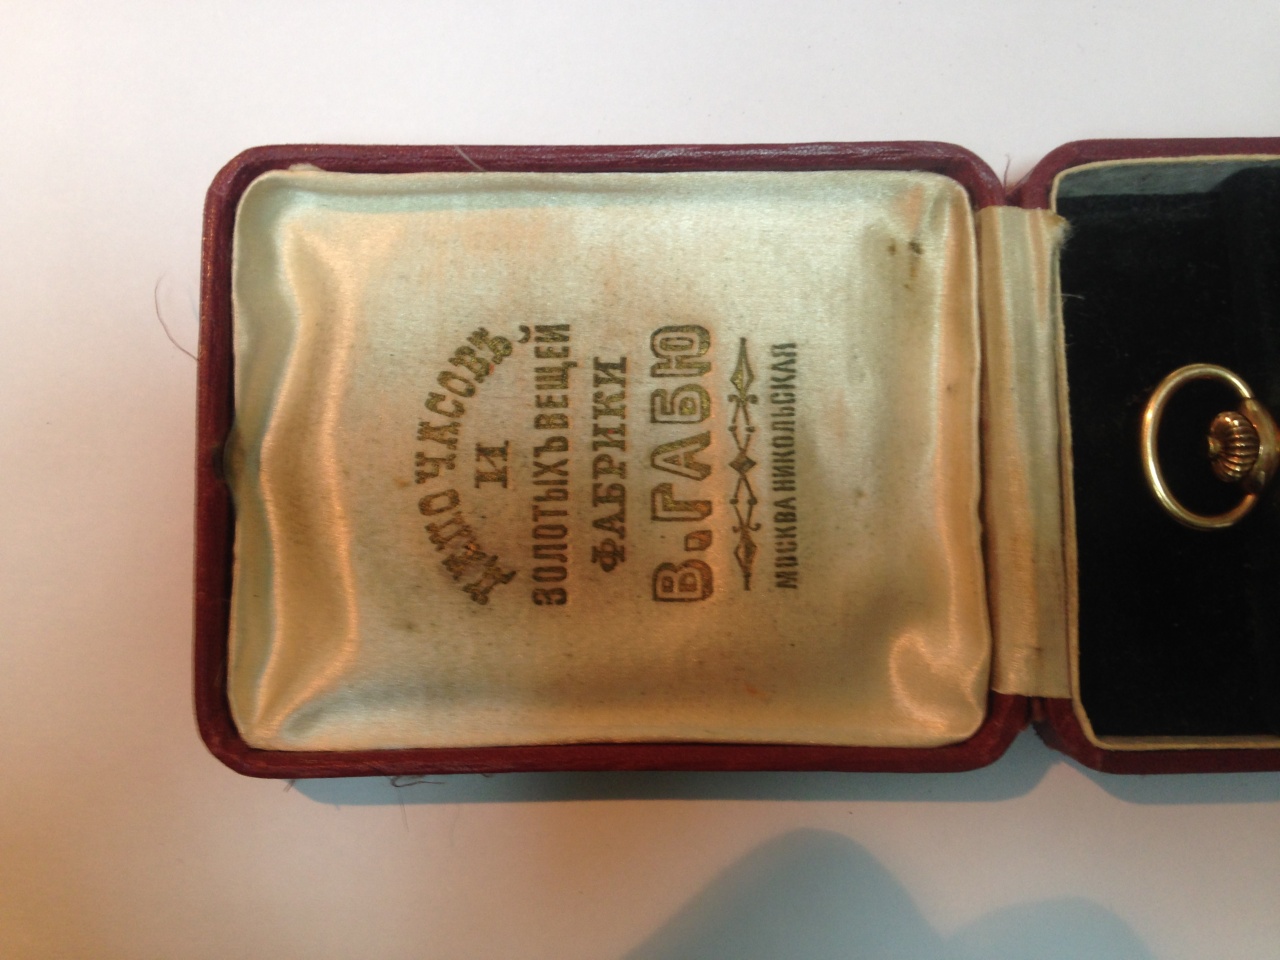 ДЕПО ЧАСОВЪ
И
ЗОЛОТЫХЪ ВЕЩЕЙ
ФАБРИКИ
В. ГАБЮ
МОСКВА НИКОЛЬСКАЯ